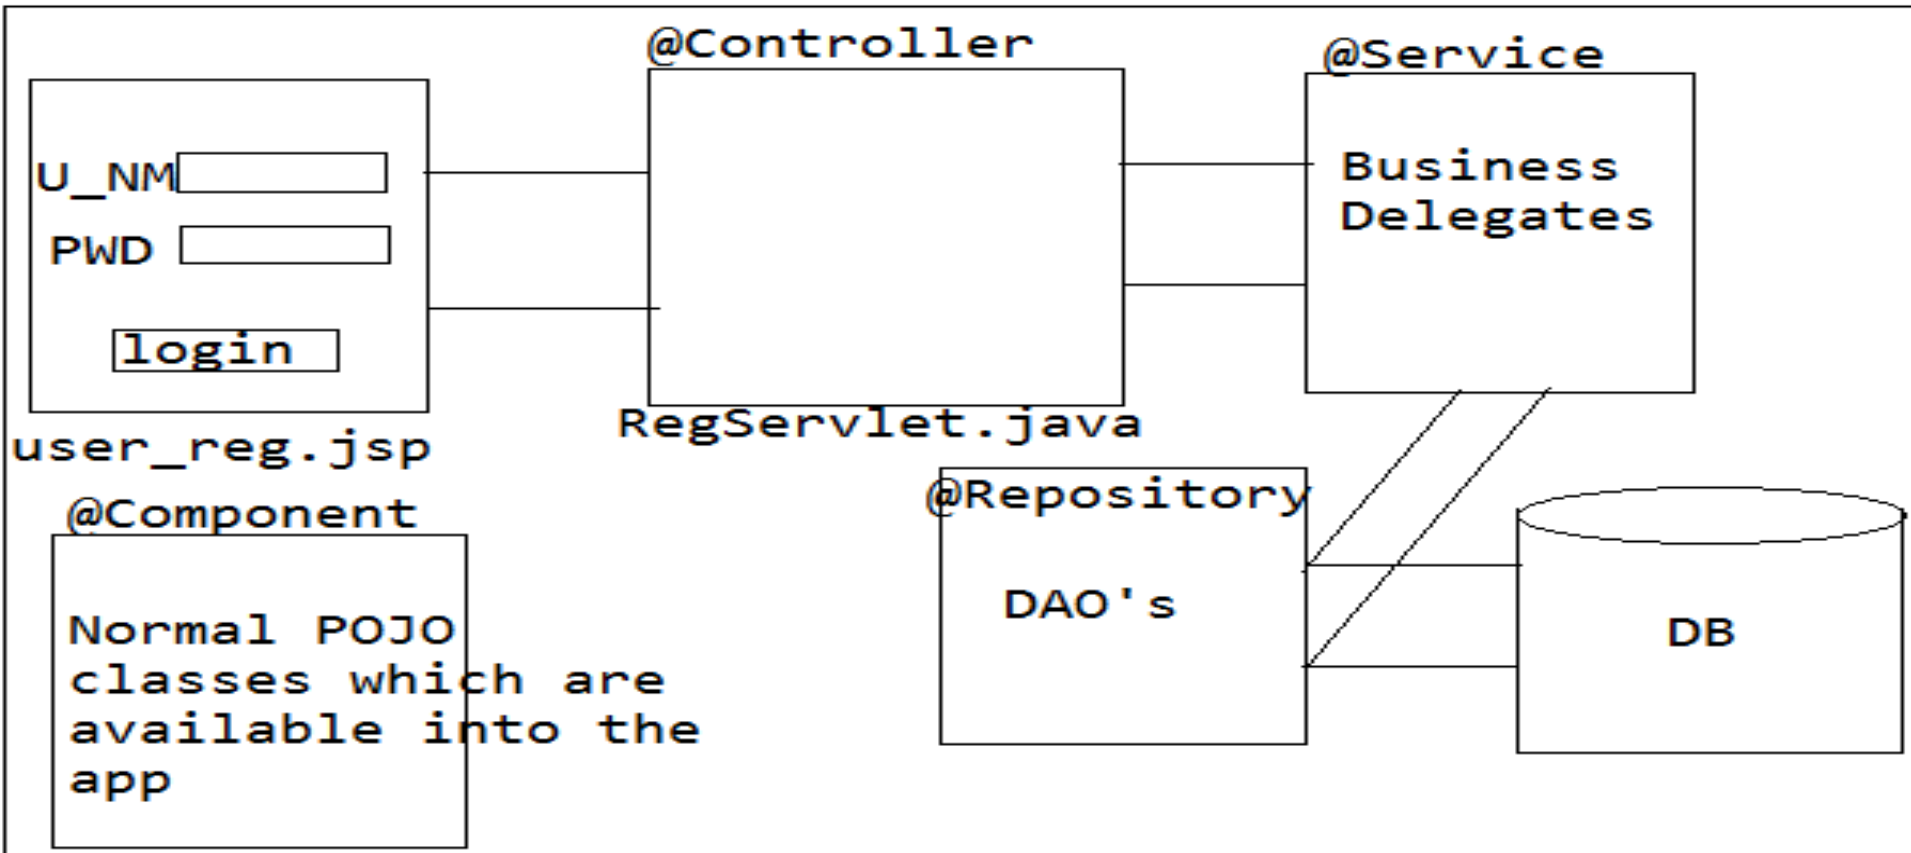 @Controller
@Service
U_NM
PWD
login
Business
Delegates
user_reg.jsp
RegServlet.java
@Component
Normal POJO
classes which are
available into the
app
@Repository
DAO's
DB